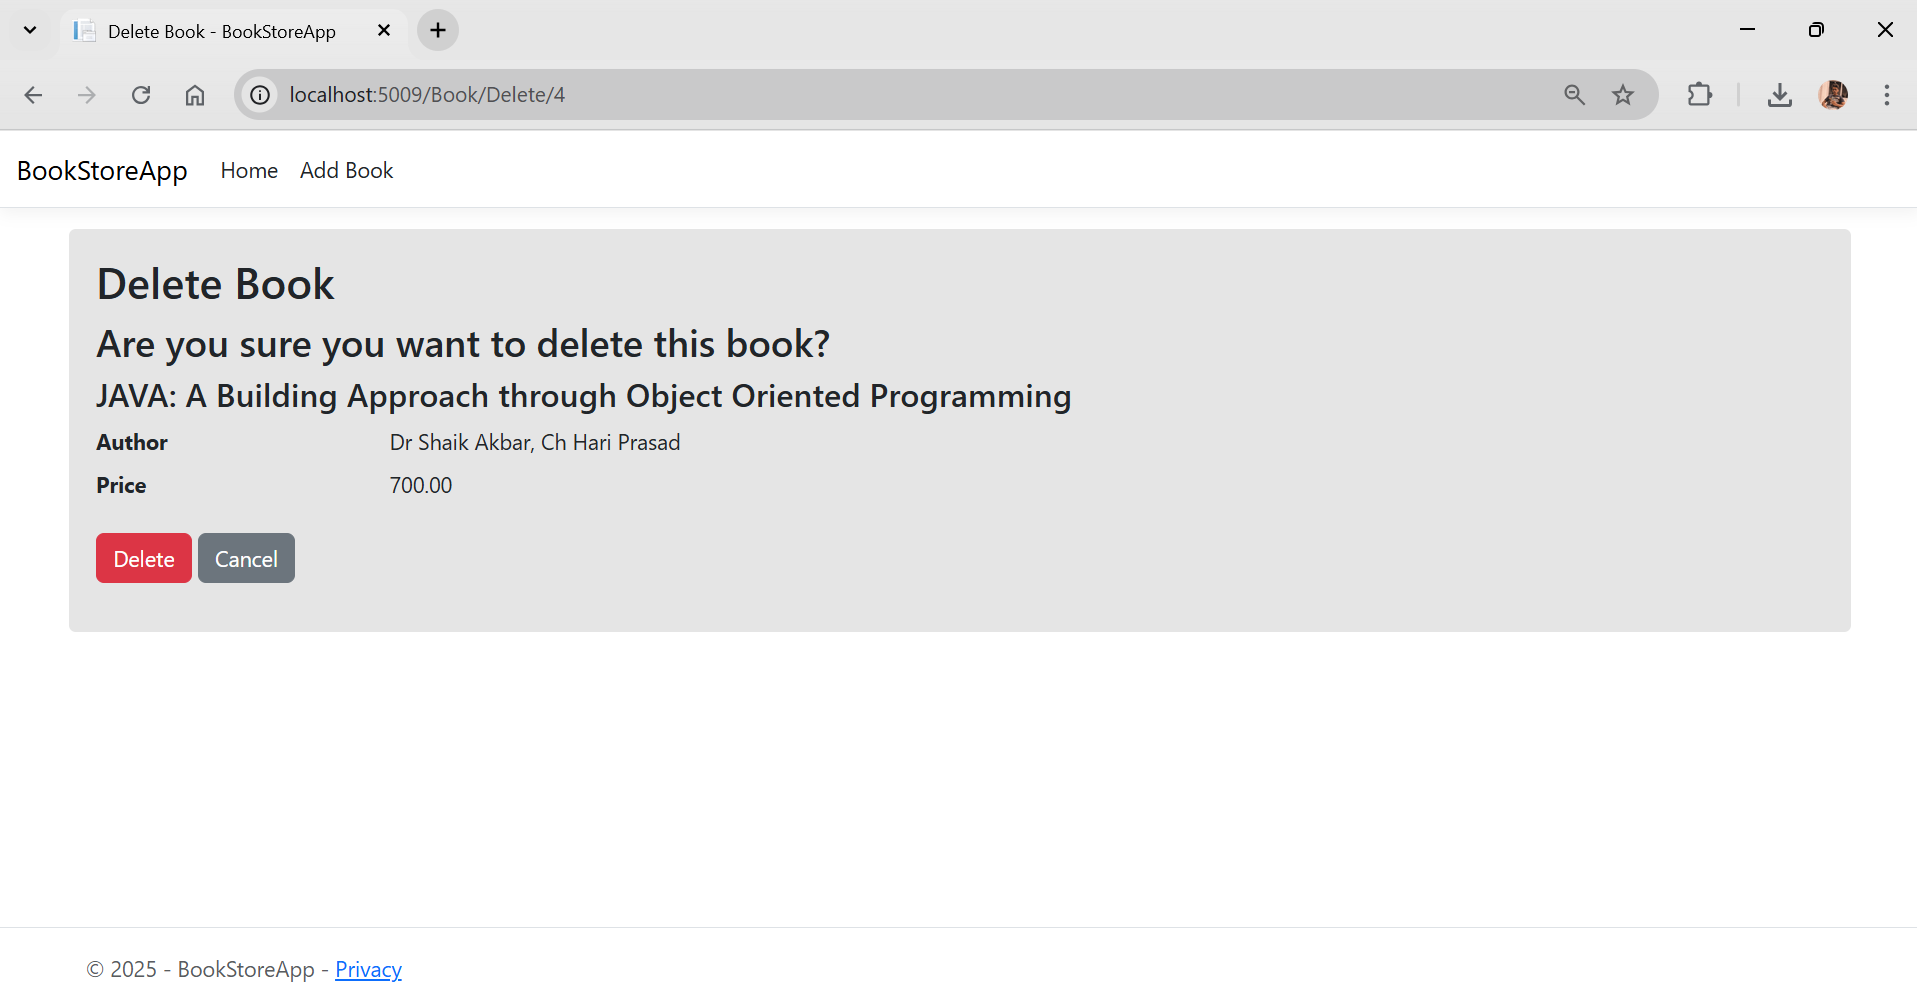 Delete Book - BookStoreApp
localhost:5009/Book/Delete/4
BookStoreApp Home Add Book
Delete Book
Are you sure you want to delete this book?
JAVA: A Building Approach through Object Oriented Programming
Author Dr Shaik Akbar, Ch Hari Prasad
Price 700.00
Delete Cancel
© 2025 - BookStoreApp - Privacy